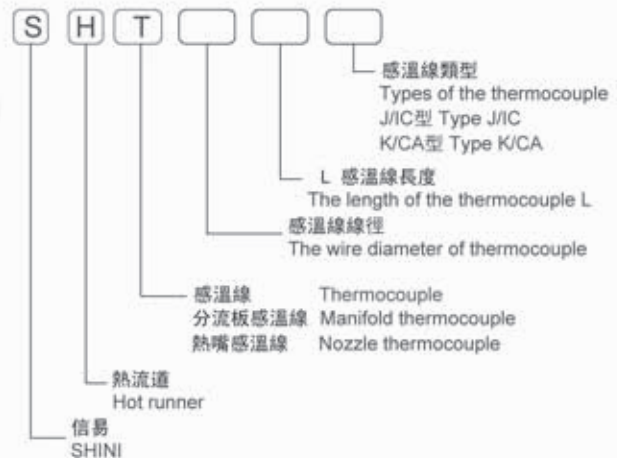 S H T
感溫線類型
Types of the thermocouple
J/IC型 Type J/IC
K/CA型 Type K/CA
L 感溫線長度
The length of the thermocouple L
感溫線線徑
The wire diameter of thermocouple
感溫線 Thermocouple
分流板感溫線 Manifold thermocouple
熱嘴感溫線 Nozzle thermocouple
熱流道
Hot runner
信易
SHINI